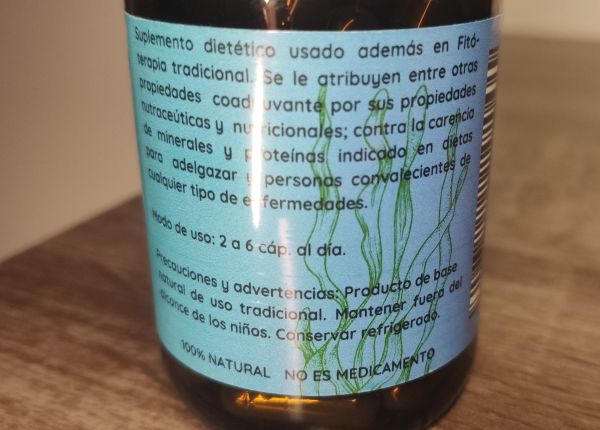 Suplemento dietético usado además en Fitó-
terapia tradicional. Se le atribuyen entre otras
propiedades coadyuvante por sus propiedades
nutraceúticas y nutricionales; contra la carencia
de minerales y proteínas indicado en dietas
para adelgazar y personas convalecientes de
cualquier tipo de enfermedades.
Modo de uso: 2 a 6 cáp. al día.
Precauciones y advertencias: Producto de base
natural de uso tradicional. Mantener fuera del
alcance de los niños. Conservar refrigerado.
100% NATURAL NO ES MEDICAMENTO